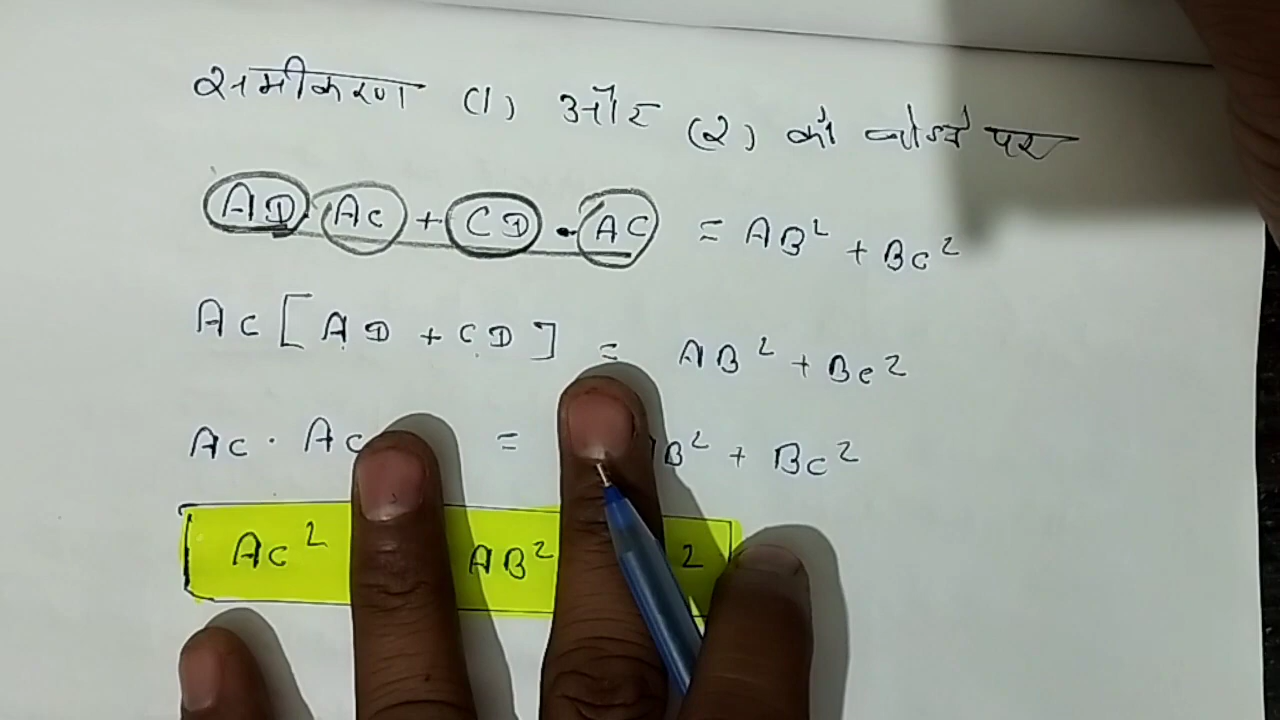 समीकरण (1) और (2) को जोड़ने पर
AD · AC + CD · AC = AB² + BC²
AC [AD + CD] = AB² + BC²
AC · AC = AB² + BC²
AC² AB² 2